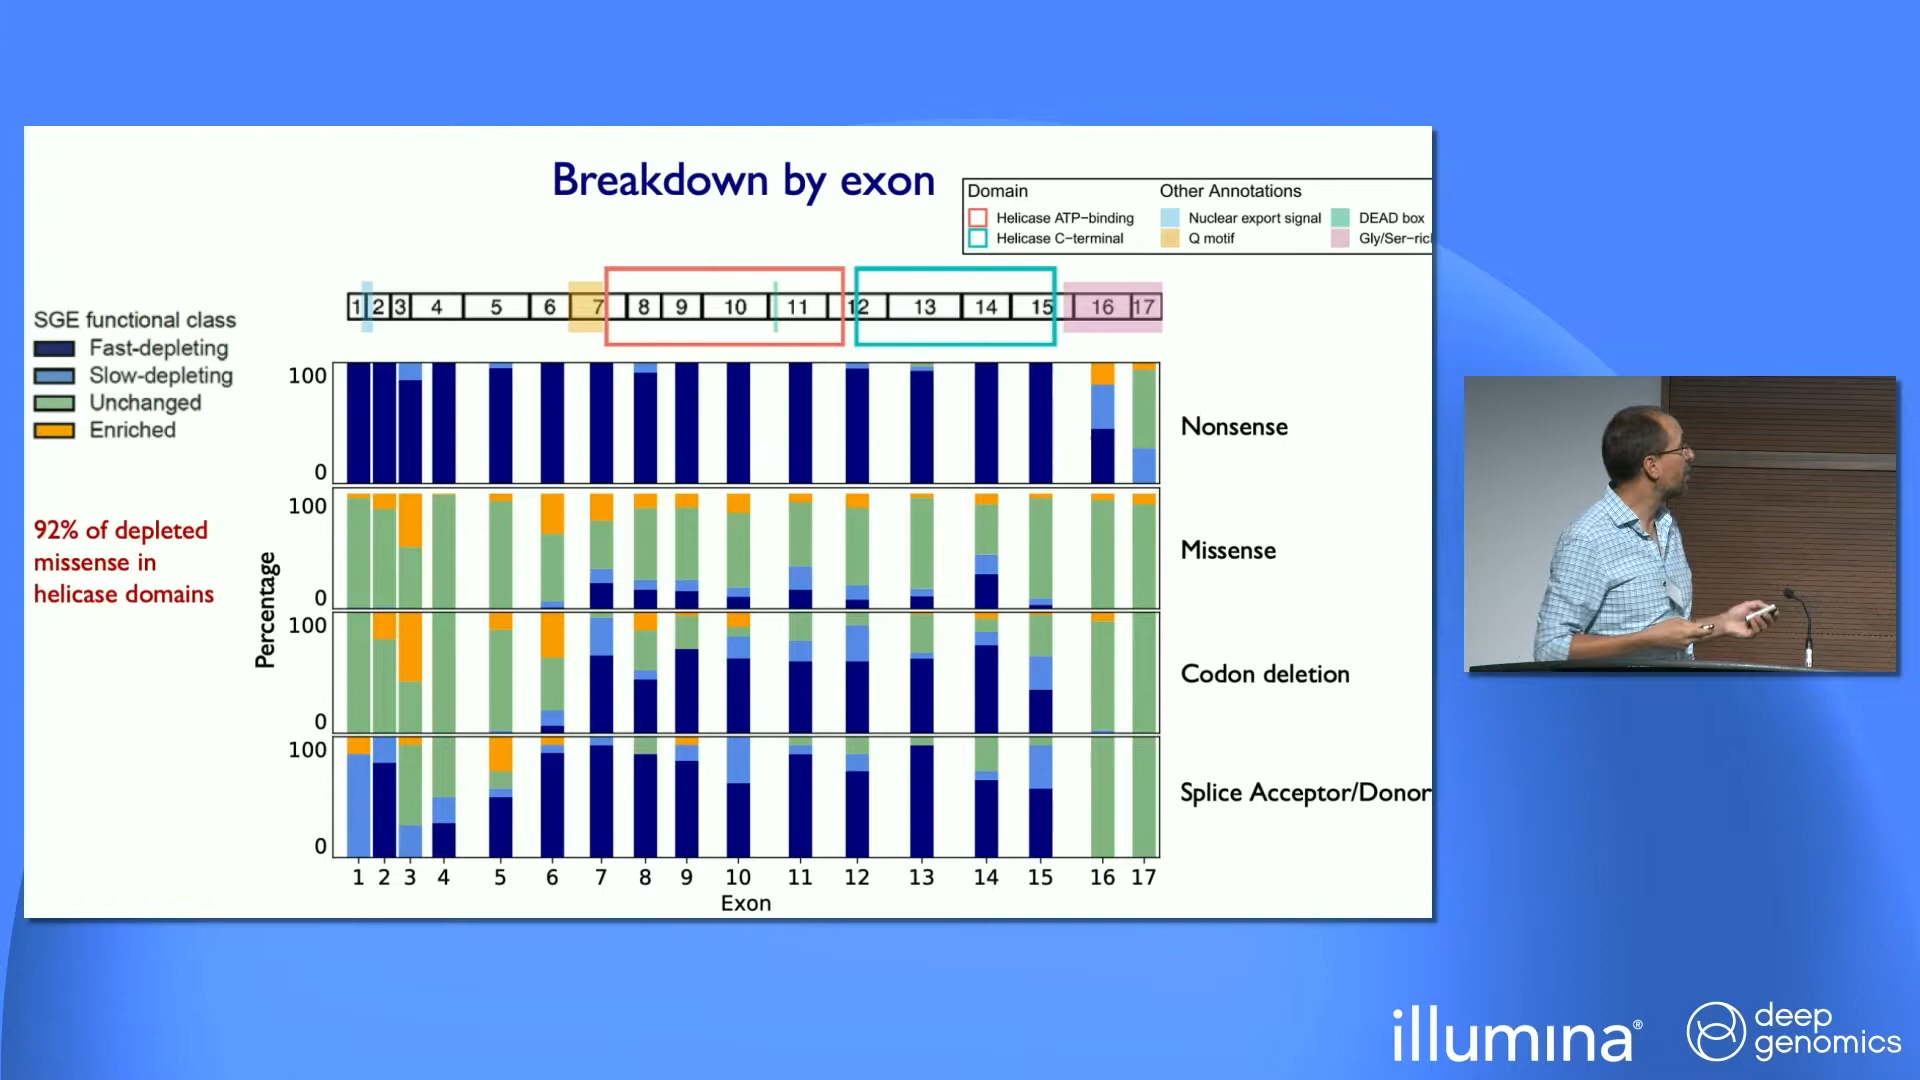 Breakdown by exon
Domain
Other Annotations
Helicase ATP−binding
Nuclear export signal
DEAD box
Helicase C−terminal
Q motif
Gly/Ser−ric
1 2 3 4 5 6 7 8 9 10 11 12 13 14 15 16 17
SGE functional class
Fast-depleting
Slow-depleting
Unchanged
Enriched
92% of depleted
missense in
helicase domains
Percentage
100
0
Nonsense
100
0
Missense
100
0
Codon deletion
100
0
Splice Acceptor/Donor
1 2 3 4 5 6 7 8 9 10 11 12 13 14 15 16 17
Exon
illumina®
deep
genomics